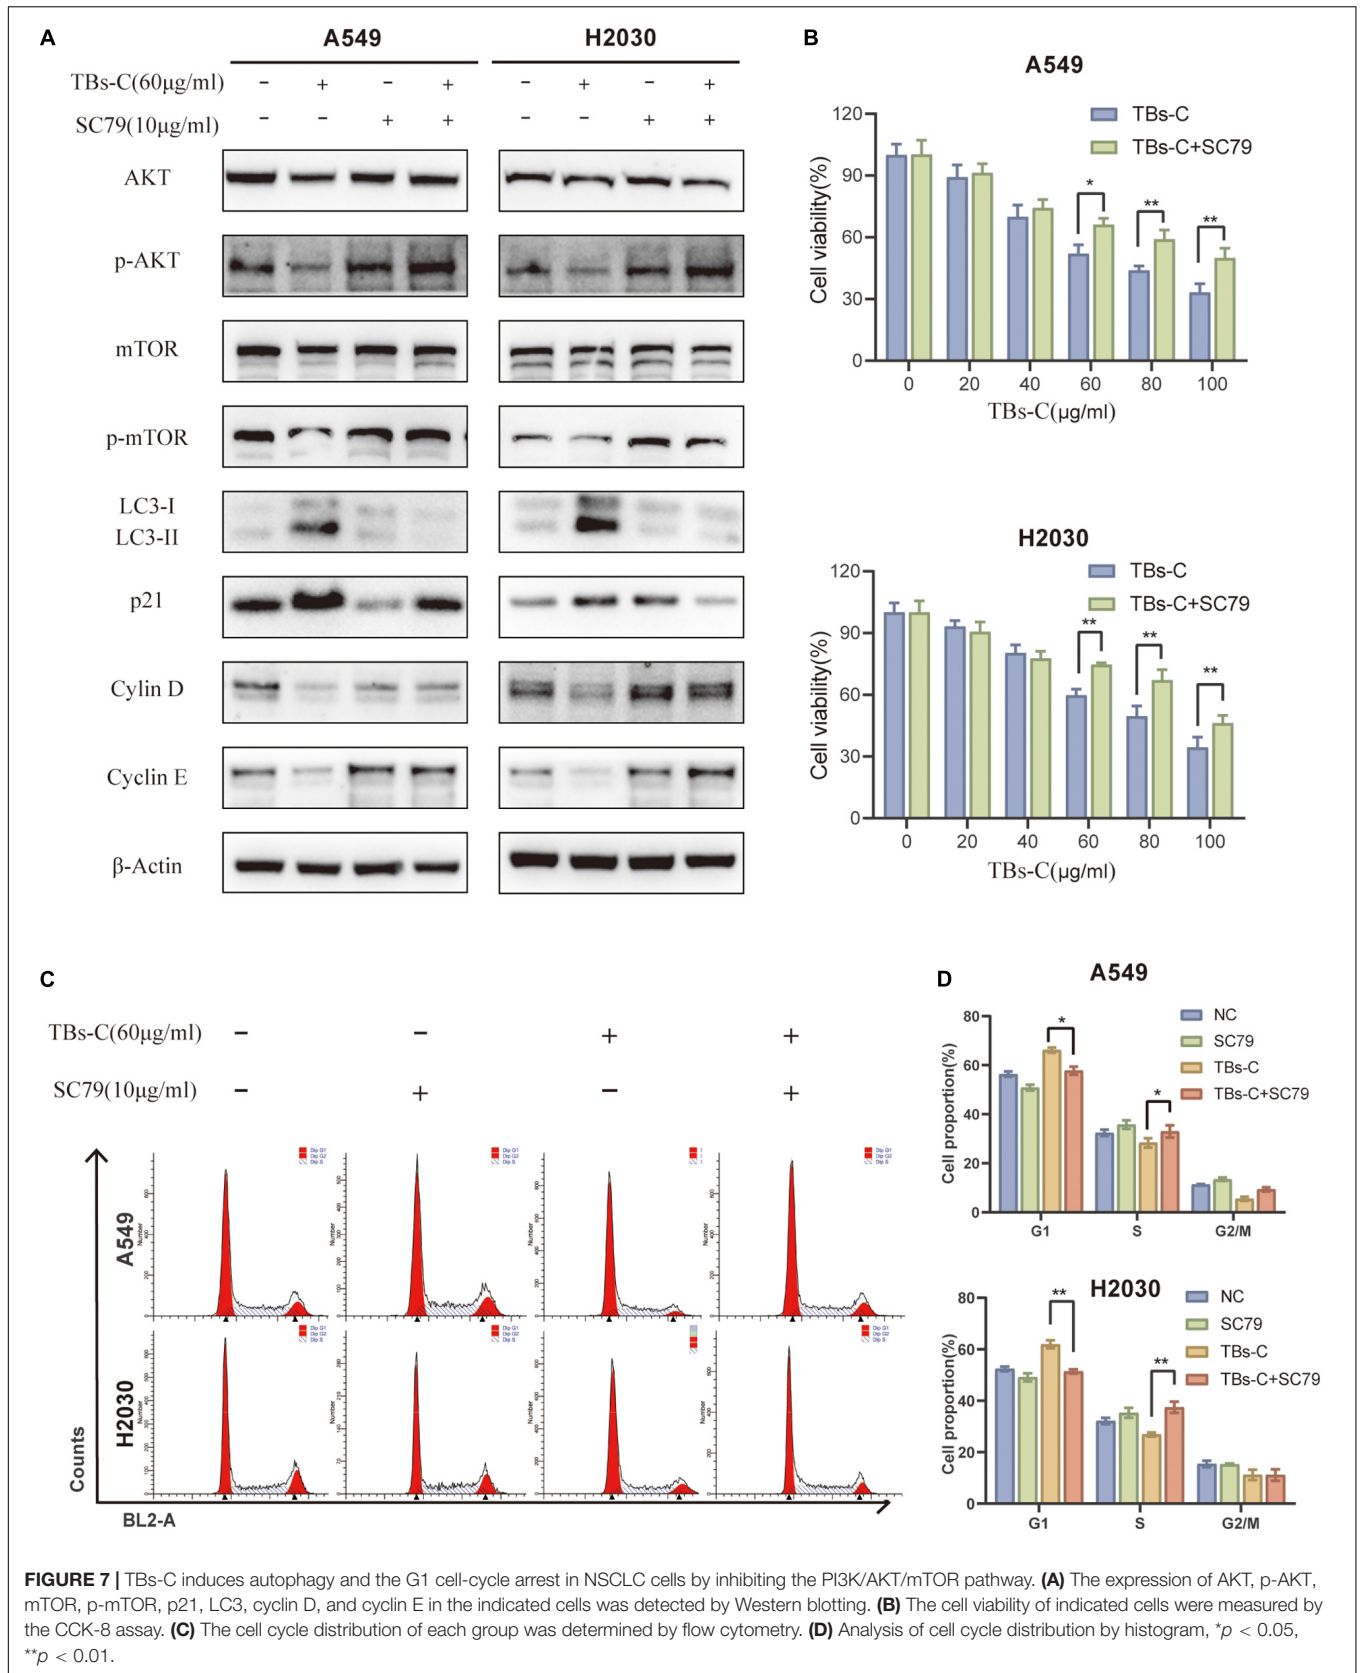 A
A549
H2030
TBs-C(60μg/ml)
- + - + - + - +
SC79(10μg/ml)
- - + + - - + +
AKT
p-AKT
mTOR
p-mTOR
LC3-I
LC3-II
p21
Cylin D
Cyclin E
β-Actin
B
A549
TBs-C
TBs-C+SC79
Cell viability(%)
120
90
60
30
0
* ** **
0 20 40 60 80 100
TBs-C(μg/ml)
H2030
TBs-C
TBs-C+SC79
Cell viability(%)
120
90
60
30
0
** ** **
0 20 40 60 80 100
TBs-C(μg/ml)
C
TBs-C(60μg/ml)
- - + +
SC79(10μg/ml)
- + - +
A549
H2030
Number
Dip G1
Dip G2
Dip S
Counts
BL2-A
D
A549
NC
SC79
TBs-C
TBs-C+SC79
Cell proportion(%)
80
60
40
20
0
* *
G1 S G2/M
H2030
NC
SC79
TBs-C
TBs-C+SC79
Cell proportion(%)
80
60
40
20
0
** **
G1 S G2/M
FIGURE 7 | TBs-C induces autophagy and the G1 cell-cycle arrest in NSCLC cells by inhibiting the PI3K/AKT/mTOR pathway. (A) The expression of AKT, p-AKT,
mTOR, p-mTOR, p21, LC3, cyclin D, and cyclin E in the indicated cells was detected by Western blotting. (B) The cell viability of indicated cells were measured by
the CCK-8 assay. (C) The cell cycle distribution of each group was determined by flow cytometry. (D) Analysis of cell cycle distribution by histogram, *p < 0.05,
**p < 0.01.